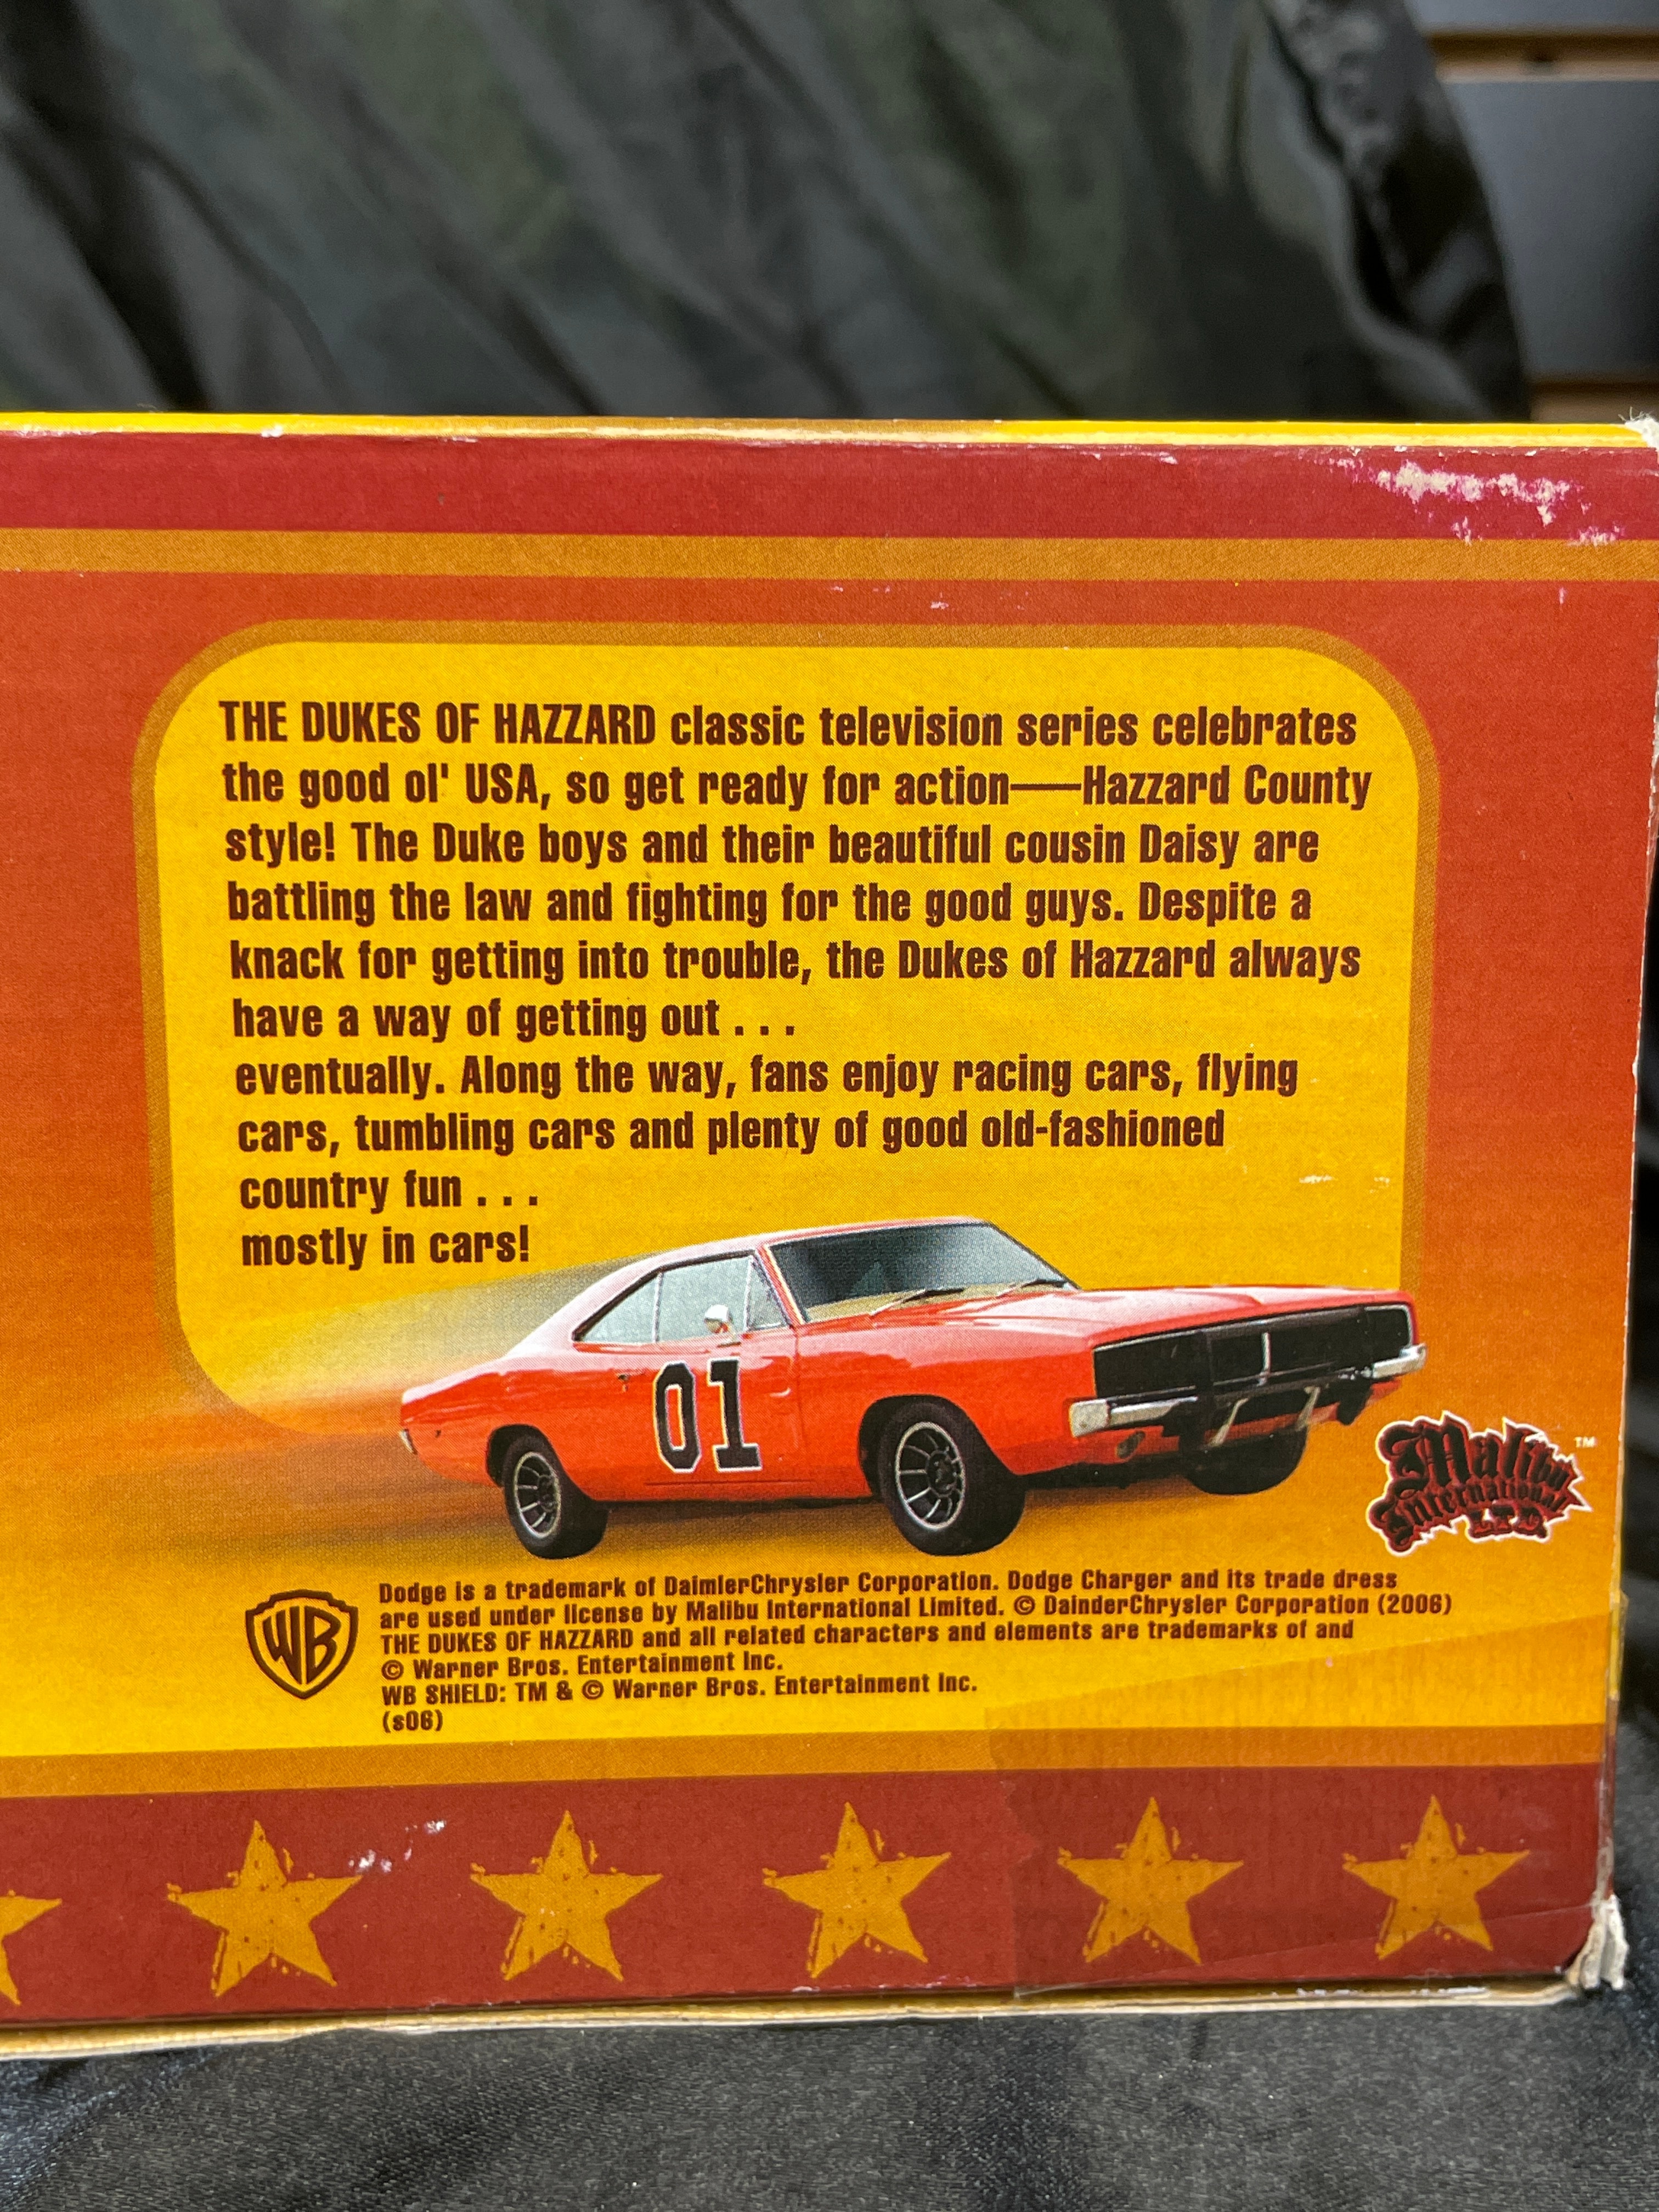 THE DUKES OF HAZZARD classic television series celebrates
the good ol' USA, so get ready for action—Hazzard County
style! The Duke boys and their beautiful cousin Daisy are
battling the law and fighting for the good guys. Despite a
knack for getting into trouble, the Dukes of Hazzard always
have a way of getting out . . .
eventually. Along the way, fans enjoy racing cars, flying
cars, tumbling cars and plenty of good old-fashioned
country fun . . .
mostly in cars!
01
Malibu TM
International
LTD
WB
Dodge is a trademark of DaimlerChrysler Corporation. Dodge Charger and its trade dress
are used under license by Malibu International Limited. © DainderChrysler Corporation (2006)
THE DUKES OF HAZZARD and all related characters and elements are trademarks of and
© Warner Bros. Entertainment Inc.
WB SHIELD: TM & © Warner Bros. Entertainment Inc.
(s06)